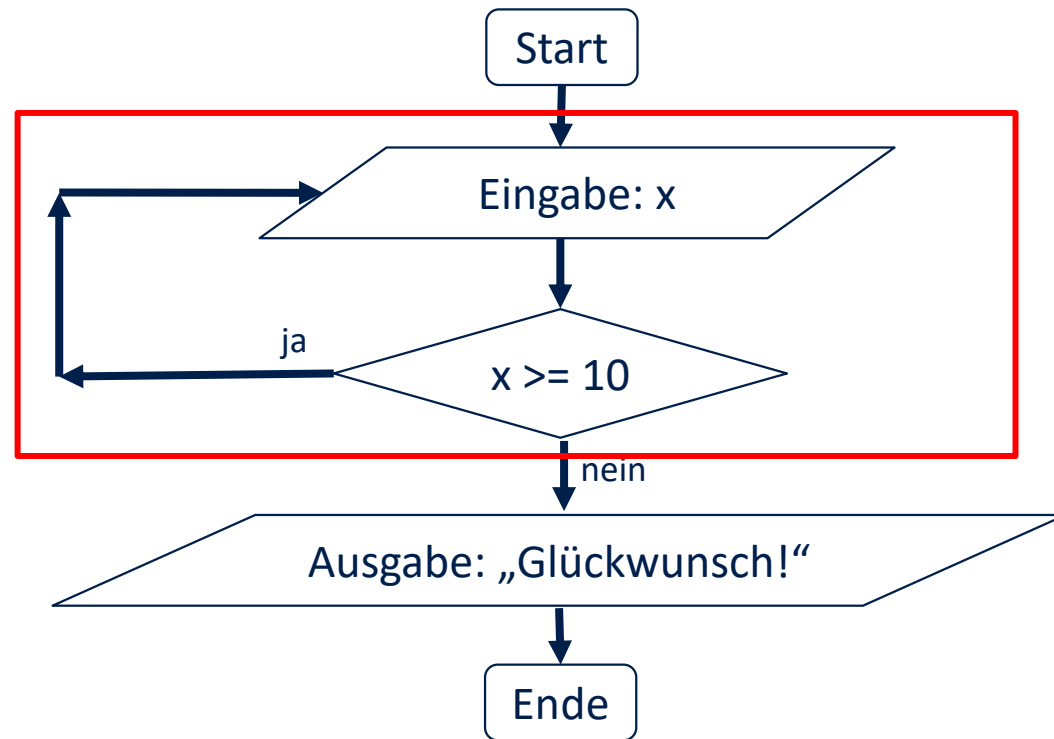 Start
Eingabe: x
ja
x >= 10
nein
Ausgabe: „Glückwunsch!“
Ende